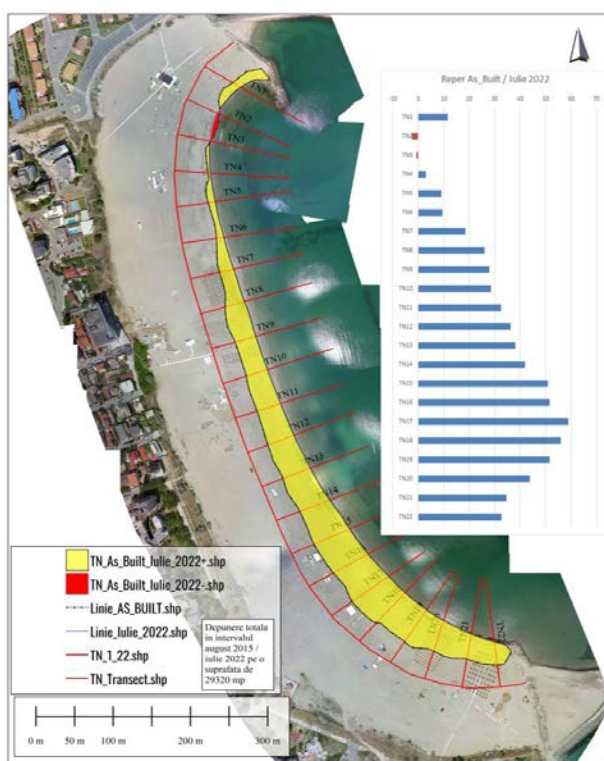 Reper As_Built / Iulie 2022
-10 0 10 20 30 40 50 60 70
TN1
TN2
TN3
TN4
TN5
TN6
TN7
TN8
TN9
TN10
TN11
TN12
TN13
TN14
TN15
TN16
TN17
TN18
TN19
TN20
TN21
TN22
TN1
TN2
TN3
TN4
TN5
TN6
TN7
TN8
TN9
TN10
TN11
TN12
TN13
TN14
TN21
TN22
TN_As_Built_Iulie_2022+.shp
TN_As_Built_Iulie_2022-.shp
Linie_AS_BUILT.shp
Linie_Iulie_2022.shp
TN_1_22.shp
TN_Transect.shp
Depunere totala
in intervalul
august 2015 /
iulie 2022 pe o
suprafata de
29320 mp
0 m 50 m 100 m 200 m 300 m